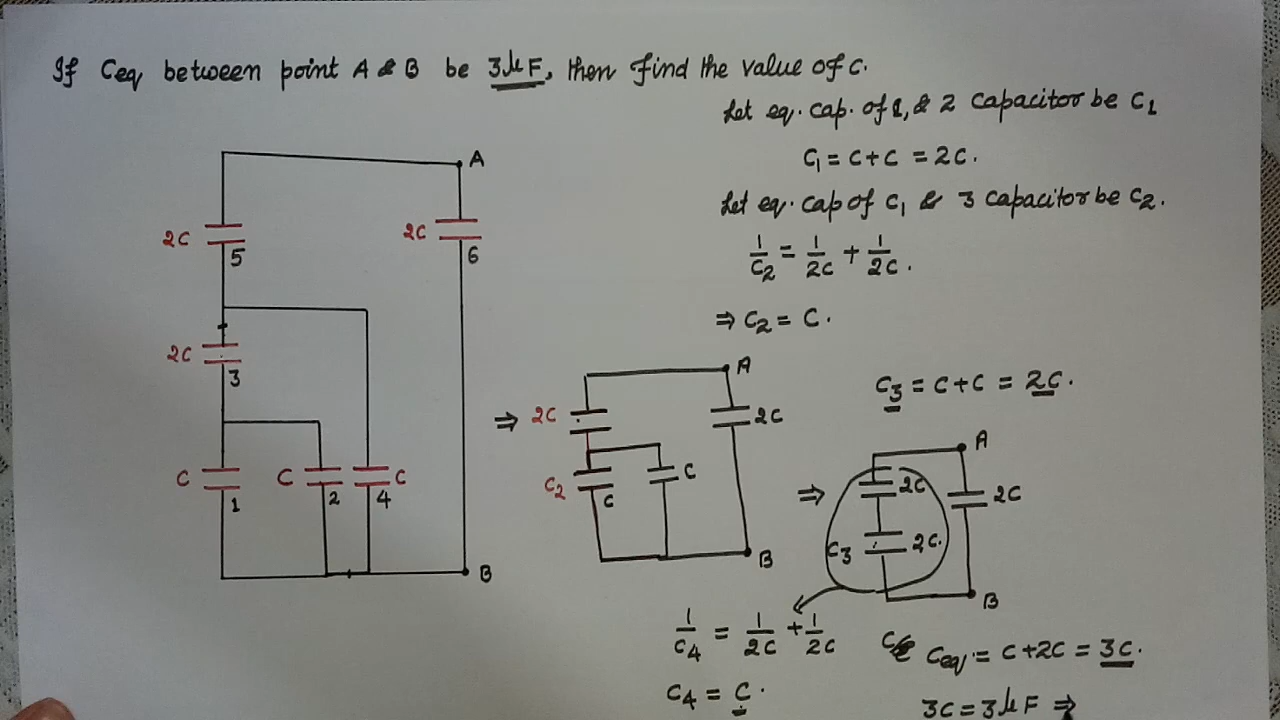 If Ceq between point A & B be 3μF, then find the value of C.
Let eq. cap. of 1, & 2 capacitor be C1
C1 = C+C = 2C.
Let eq. cap of C1 & 3 capacitor be C2.
1/C2 = 1/2C + 1/2C.
⇒ C2 = C.
A
2C
5
2C
6
2C
3
C
1
C
2
C
4
B
⇒
2C
A
2C
C2
C
C
B
C3 = C+C = 2C.
⇒
A
2C
2C
C3
2C.
B
1/C4 = 1/2C + 1/2C
C4 = C.
Ceq = C+2C = 3C.
3C = 3μF ⇒